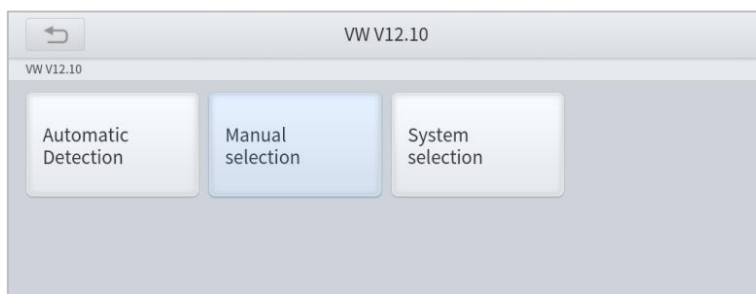 VW V12.10
VW V12.10
Automatic
Detection
Manual
selection
System
selection